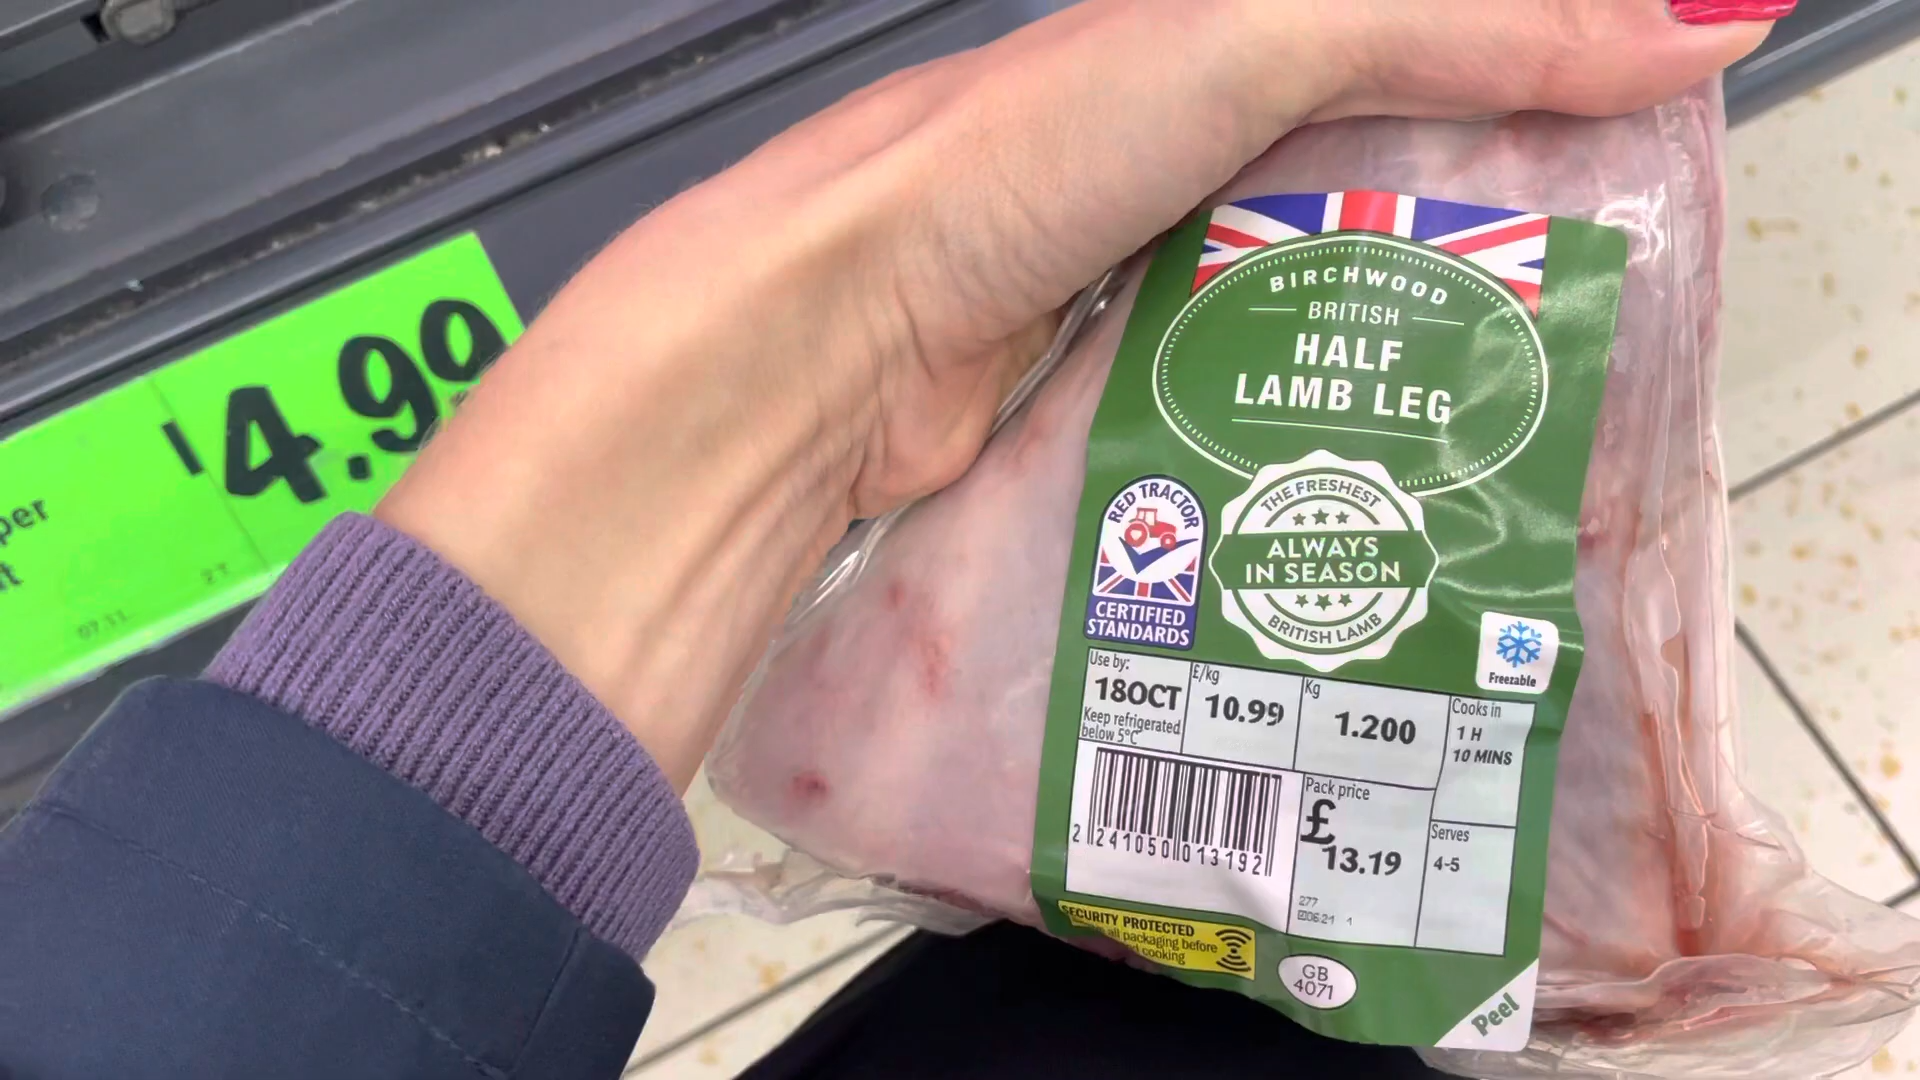 4.99
per
27
07.11
BIRCHWOOD
BRITISH
HALF
LAMB LEG
RED TRACTOR
CERTIFIED
STANDARDS
THE FRESHEST
ALWAYS
IN SEASON
BRITISH LAMB
Freezable
Use by:
18OCT
Keep refrigerated
below 5°C
£/kg
10.99
Kg
1.200
Cooks in
1 H
10 MINS
2 241050 013192
Pack price
£
13.19
277
Serves
4-5
SECURITY PROTECTED
all packaging before
cooking
GB
4071
Peel